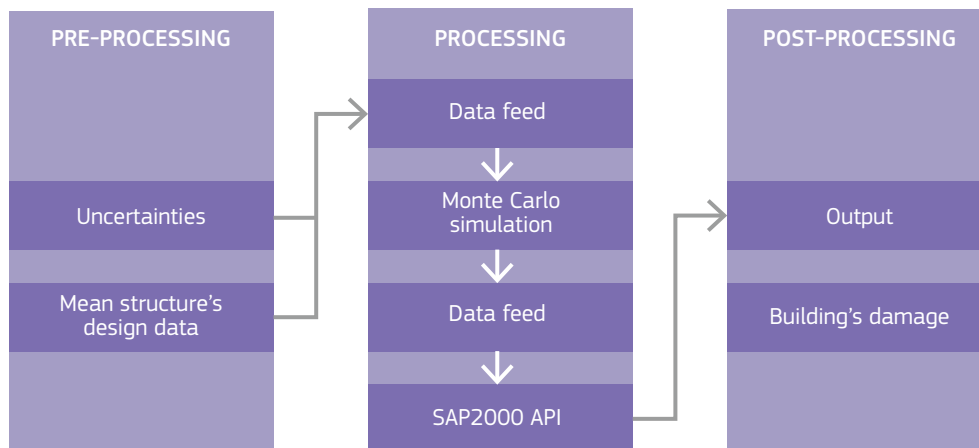 PRE-PROCESSING
Uncertainties
Mean structure's
design data
PROCESSING
Data feed
Monte Carlo
simulation
Data feed
SAP2000 API
POST-PROCESSING
Output
Building's damage